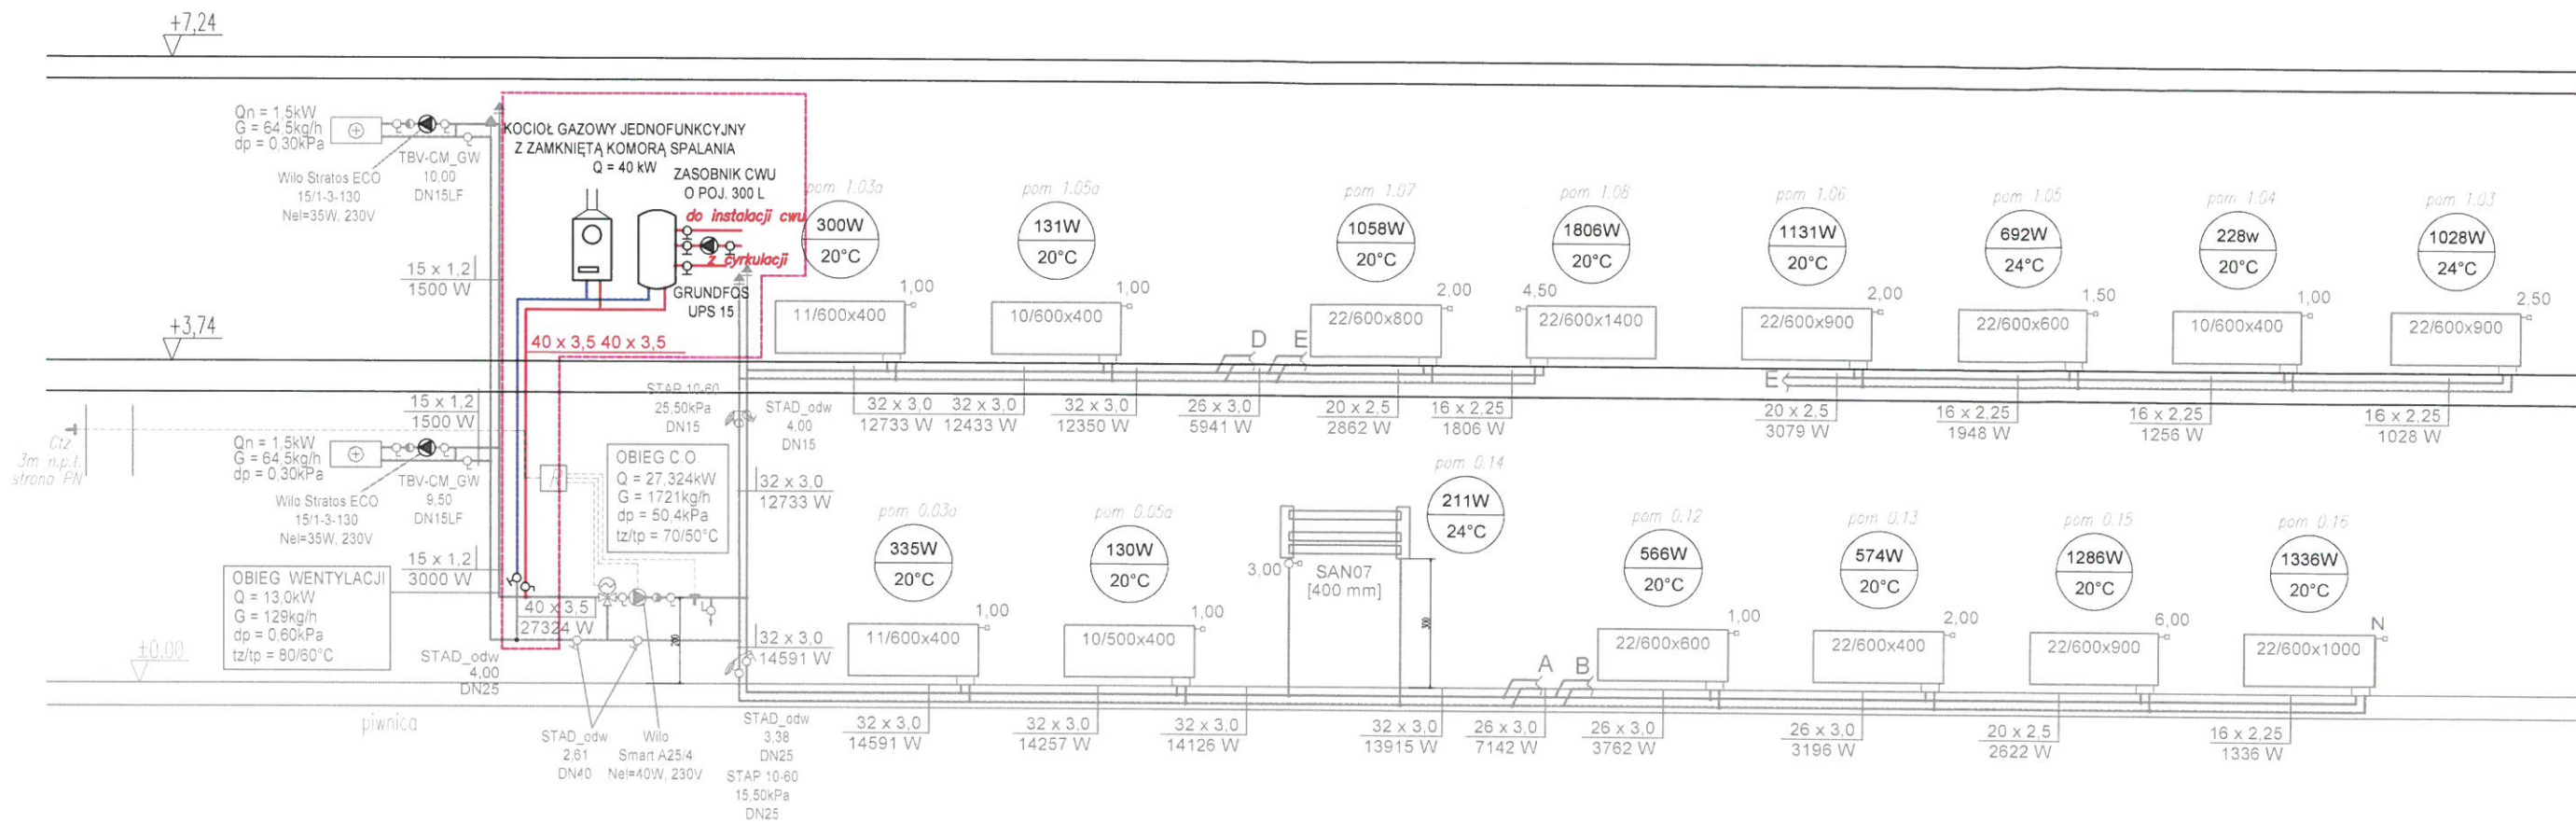 +7,24
Qn = 1,5kW
G = 64,5kg/h
dp = 0,30kPa
TBV-CM_GW
10,00
DN15LF
Wilo Stratos ECO
15/1-3-130
Nel=35W, 230V
KOCIOŁ GAZOWY JEDNOFUNKCYJNY
Z ZAMKNIĘTĄ KOMORĄ SPALANIA
Q = 40 kW
ZASOBNIK CWU
O POJ. 300 L
do instalacji cwu
z cyrkulacji
GRUNDFOS
UPS 15
40 x 3,5 40 x 3,5
15 x 1,2
1500 W
pom 1.03a
300W
20°C
11/600x400
1,00
pom 1.05a
131W
20°C
10/600x400
1,00
pom 1.07
1058W
20°C
22/600x800
2,00
pom 1.08
1806W
20°C
4,50
22/600x1400
pom 1.06
1131W
20°C
22/600x900
2,00
pom 1.05
692W
24°C
22/600x600
1,50
pom 1.04
228w
20°C
10/600x400
1,00
pom 1.03
1028W
24°C
22/600x900
2,50
+3,74
D
E
E
15 x 1,2
1500 W
STAP 10-60
25,50kPa
DN15
STAD_odw
4.00
DN15
32 x 3,0
12733 W
32 x 3,0
12433 W
32 x 3,0
12350 W
26 x 3,0
5941 W
20 x 2,5
2862 W
16 x 2,25
1806 W
20 x 2,5
3079 W
16 x 2,25
1948 W
16 x 2,25
1256 W
16 x 2,25
1028 W
Ctz
3m n.p.t.
strona PN
Qn = 1,5kW
G = 64,5kg/h
dp = 0,30kPa
TBV-CM_GW
9,50
DN15LF
Wilo Stratos ECO
15/1-3-130
Nel=35W, 230V
R
OBIEG C.O.
Q = 27,324kW
G = 1721kg/h
dp = 50,4kPa
tz/tp = 70/50°C
32 x 3,0
12733 W
15 x 1,2
3000 W
OBIEG WENTYLACJI
Q = 13,0kW
G = 129kg/h
dp = 0,60kPa
tz/tp = 80/60°C
40 x 3,5
27324 W
200
32 x 3,0
14591 W
pom 0.03a
335W
20°C
11/600x400
1,00
pom 0.05a
130W
20°C
10/500x400
1,00
pom 0.14
211W
24°C
3,00
SAN07
[400 mm]
300
pom 0.12
566W
20°C
22/600x600
1,00
pom 0.13
574W
20°C
22/600x400
2,00
pom 0.15
1286W
20°C
22/600x900
6,00
pom 0.16
1336W
20°C
22/600x1000
N
±0.00
A
B
piwnica
STAD_odw
4,00
DN25
STAD_odw
2,61
DN40
Wilo
Smart A25/4
Nel=40W, 230V
STAD_odw
3,38
DN25
STAP 10-60
15,50kPa
DN25
32 x 3,0
14591 W
32 x 3,0
14257 W
32 x 3,0
14126 W
32 x 3,0
13915 W
26 x 3,0
7142 W
26 x 3,0
3762 W
26 x 3,0
3196 W
20 x 2,5
2622 W
16 x 2,25
1336 W